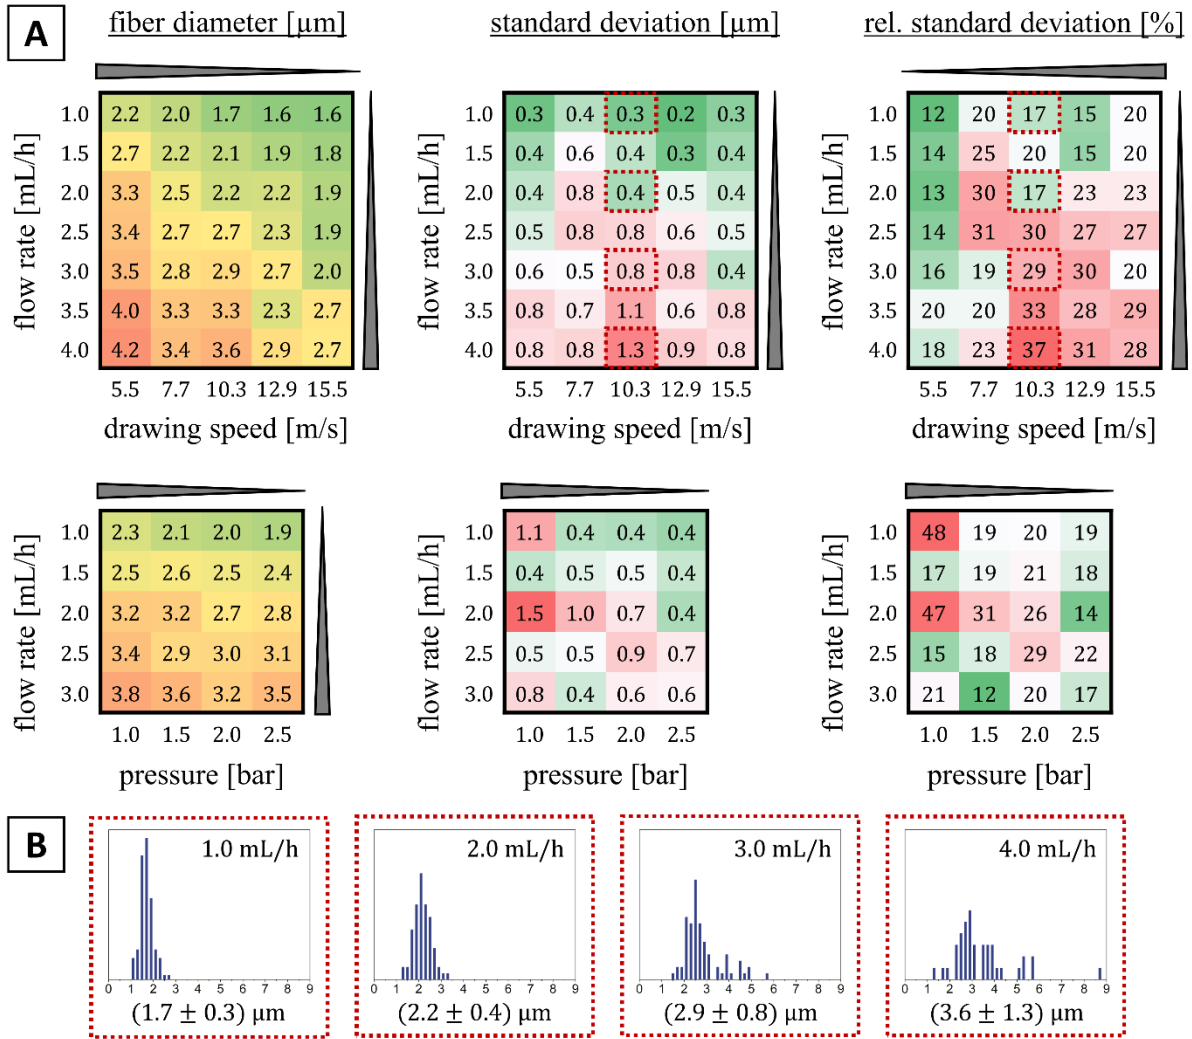 A
fiber diameter [µm] standard deviation [µm] rel. standard deviation [%]
flow rate [mL/h]
1.0 2.2 2.0 1.7 1.6 1.6
1.5 2.7 2.2 2.1 1.9 1.8
2.0 3.3 2.5 2.2 2.2 1.9
2.5 3.4 2.7 2.7 2.3 1.9
3.0 3.5 2.8 2.9 2.7 2.0
3.5 4.0 3.3 3.3 2.3 2.7
4.0 4.2 3.4 3.6 2.9 2.7
5.5 7.7 10.3 12.9 15.5
drawing speed [m/s]
flow rate [mL/h]
1.0 0.3 0.4 0.3 0.2 0.3
1.5 0.4 0.6 0.4 0.3 0.4
2.0 0.4 0.8 0.4 0.5 0.4
2.5 0.5 0.8 0.8 0.6 0.5
3.0 0.6 0.5 0.8 0.8 0.4
3.5 0.8 0.7 1.1 0.6 0.8
4.0 0.8 0.8 1.3 0.9 0.8
5.5 7.7 10.3 12.9 15.5
drawing speed [m/s]
flow rate [mL/h]
1.0 12 20 17 15 20
1.5 14 25 20 15 20
2.0 13 30 17 23 23
2.5 14 31 30 27 27
3.0 16 19 29 30 20
3.5 20 20 33 28 29
4.0 18 23 37 31 28
5.5 7.7 10.3 12.9 15.5
drawing speed [m/s]
flow rate [mL/h]
1.0 2.3 2.1 2.0 1.9
1.5 2.5 2.6 2.5 2.4
2.0 3.2 3.2 2.7 2.8
2.5 3.4 2.9 3.0 3.1
3.0 3.8 3.6 3.2 3.5
1.0 1.5 2.0 2.5
pressure [bar]
flow rate [mL/h]
1.0 1.1 0.4 0.4 0.4
1.5 0.4 0.5 0.5 0.4
2.0 1.5 1.0 0.7 0.4
2.5 0.5 0.5 0.9 0.7
3.0 0.8 0.4 0.6 0.6
1.0 1.5 2.0 2.5
pressure [bar]
flow rate [mL/h]
1.0 48 19 20 19
1.5 17 19 21 18
2.0 47 31 26 14
2.5 15 18 29 22
3.0 21 12 20 17
1.0 1.5 2.0 2.5
pressure [bar]
B
1.0 mL/h
0 1 2 3 4 5 6 7 8 9
(1.7 ± 0.3) µm
2.0 mL/h
0 1 2 3 4 5 6 7 8 9
(2.2 ± 0.4) µm
3.0 mL/h
0 1 2 3 4 5 6 7 8 9
(2.9 ± 0.8) µm
4.0 mL/h
0 1 2 3 4 5 6 7 8 9
(3.6 ± 1.3) µm